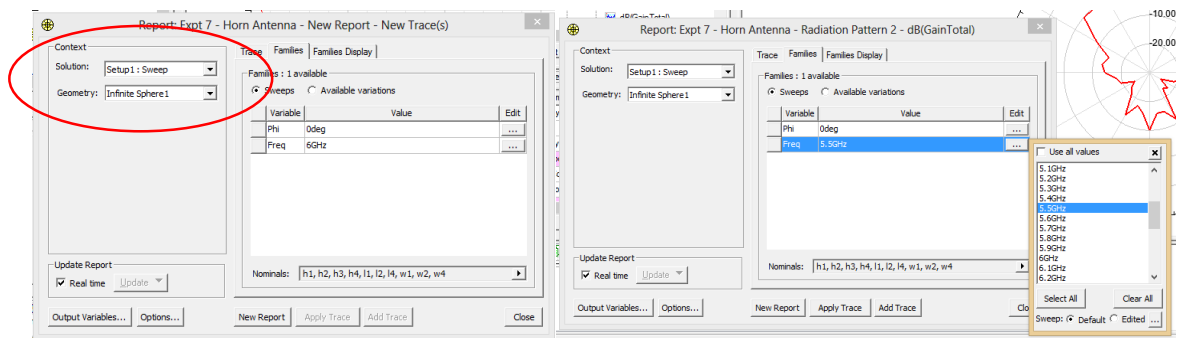 Report: Expt 7 - Horn Antenna - New Report - New Trace(s)
Context
Solution: Setup1 : Sweep
Geometry: Infinite Sphere1
Trace Families Families Display
Families : 1 available
Sweeps Available variations
Variable Value Edit
Phi 0deg ...
Freq 6GHz ...
Nominals: h1, h2, h3, h4, l1, l2, l4, w1, w2, w4
Update Report
Real time Update
Output Variables... Options... New Report Apply Trace Add Trace Close
dB(GainTotal)
Report: Expt 7 - Horn Antenna - Radiation Pattern 2 - dB(GainTotal)
Context
Solution: Setup1 : Sweep
Geometry: Infinite Sphere1
Trace Families Families Display
Families : 1 available
Sweeps Available variations
Variable Value Edit
Phi 0deg ...
Freq 5.5GHz ...
Nominals: h1, h2, h3, h4, l1, l2, l4, w1, w2, w4
Update Report
Real time Update
Output Variables... Options... New Report Apply Trace Add Trace Clo
-10.00
-20.00
Use all values
5.1GHz
5.2GHz
5.3GHz
5.4GHz
5.5GHz
5.6GHz
5.7GHz
5.8GHz
5.9GHz
6GHz
6.1GHz
6.2GHz
Select All Clear All
Sweep: Default Edited ...